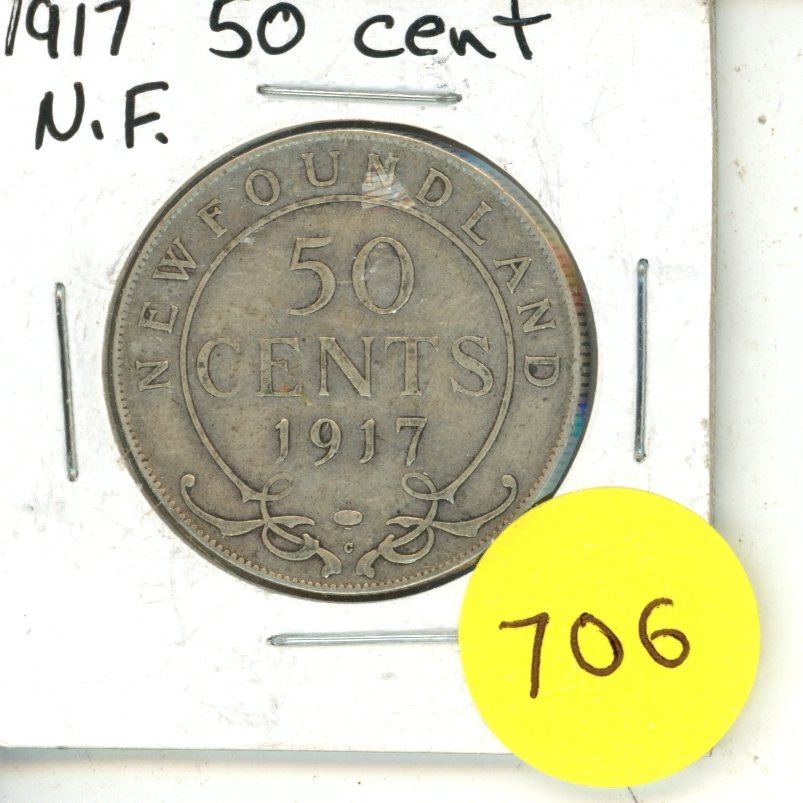 1917 50 cent
N.F.
NEWFOUNDLAND
50
CENTS
1917
C
706